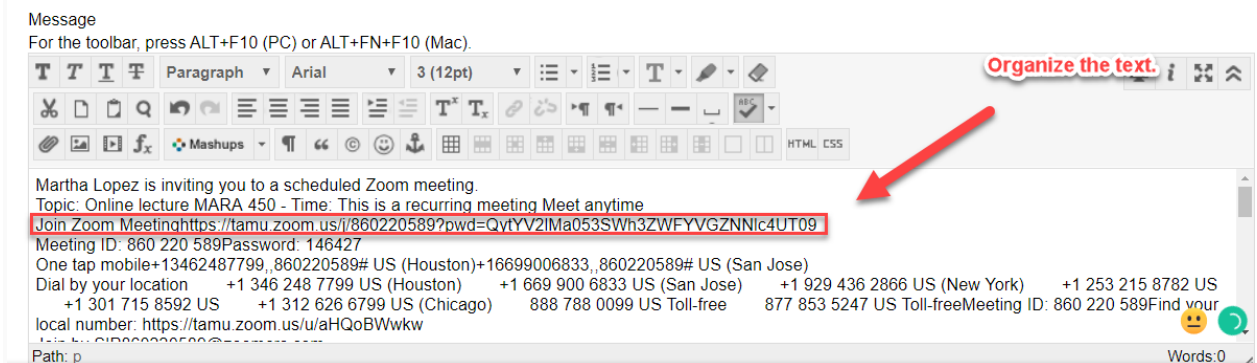 Message
For the toolbar, press ALT+F10 (PC) or ALT+FN+F10 (Mac).
T T T T Paragraph Arial 3 (12pt) T
Organize the text. i
Tx Tx ABC
fx Mashups ¶ HTML CSS
Martha Lopez is inviting you to a scheduled Zoom meeting.
Topic: Online lecture MARA 450 - Time: This is a recurring meeting Meet anytime
Join Zoom Meetinghttps://tamu.zoom.us/j/860220589?pwd=QytYV2lMa053SWh3ZWFYVGZNNlc4UT09
Meeting ID: 860 220 589Password: 146427
One tap mobile+13462487799,,860220589# US (Houston)+16699006833,,860220589# US (San Jose)
Dial by your location +1 346 248 7799 US (Houston) +1 669 900 6833 US (San Jose) +1 929 436 2866 US (New York) +1 253 215 8782 US
+1 301 715 8592 US +1 312 626 6799 US (Chicago) 888 788 0099 US Toll-free 877 853 5247 US Toll-freeMeeting ID: 860 220 589Find your
local number: https://tamu.zoom.us/u/aHQoBWwkw
Path: p Words:0